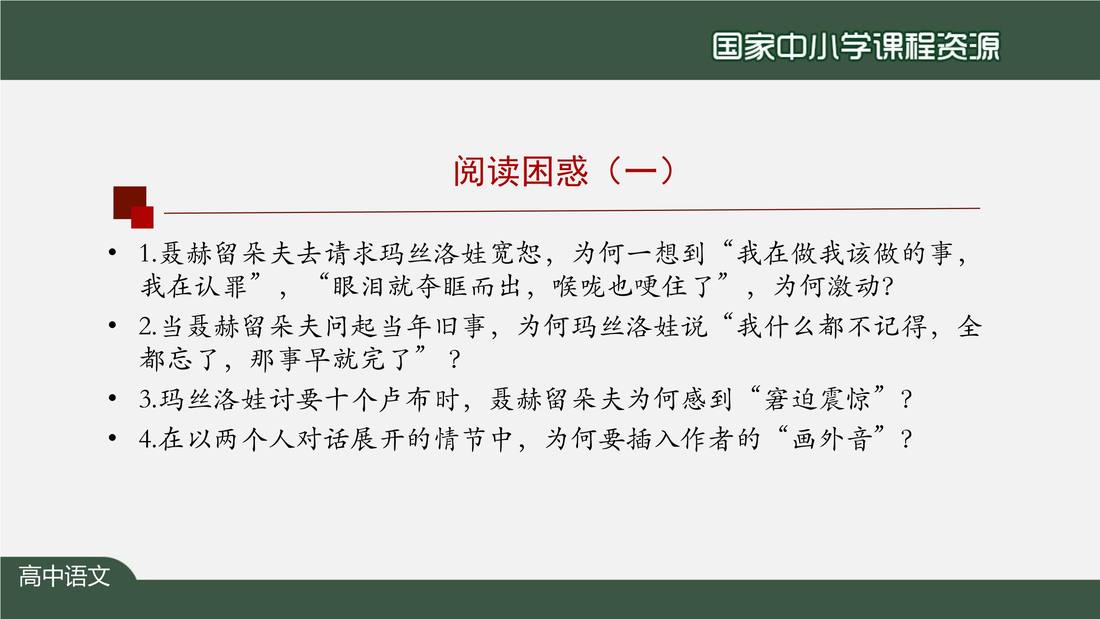 国家中小学课程资源
阅读困惑（一）
• 1.聂赫留朵夫去请求玛丝洛娃宽恕，为何一想到“我在做我该做的事，
我在认罪”，“眼泪就夺眶而出，喉咙也哽住了”，为何激动？
• 2.当聂赫留朵夫问起当年旧事，为何玛丝洛娃说“我什么都不记得，全
都忘了，那事早就完了” ？
• 3.玛丝洛娃讨要十个卢布时，聂赫留朵夫为何感到“窘迫震惊”？
• 4.在以两个人对话展开的情节中，为何要插入作者的“画外音”？
高中语文